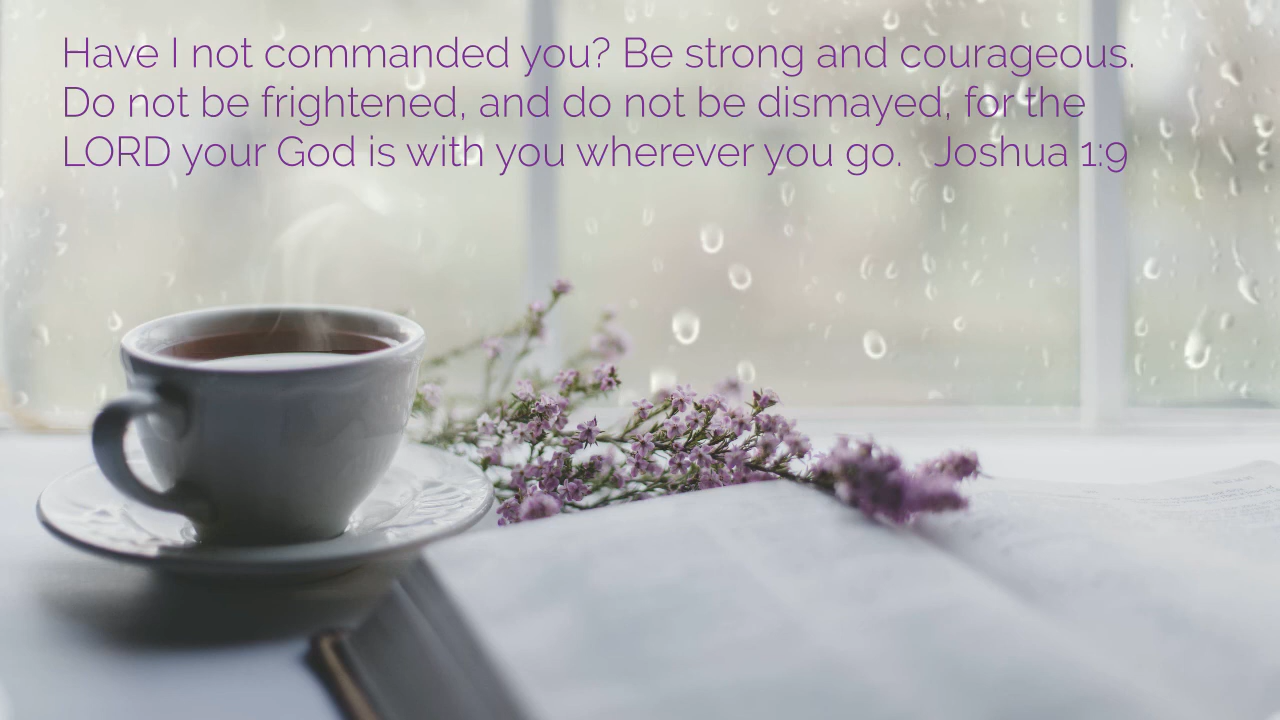 Have I not commanded you? Be strong and courageous.
Do not be frightened, and do not be dismayed, for the
LORD your God is with you wherever you go.   Joshua 1:9